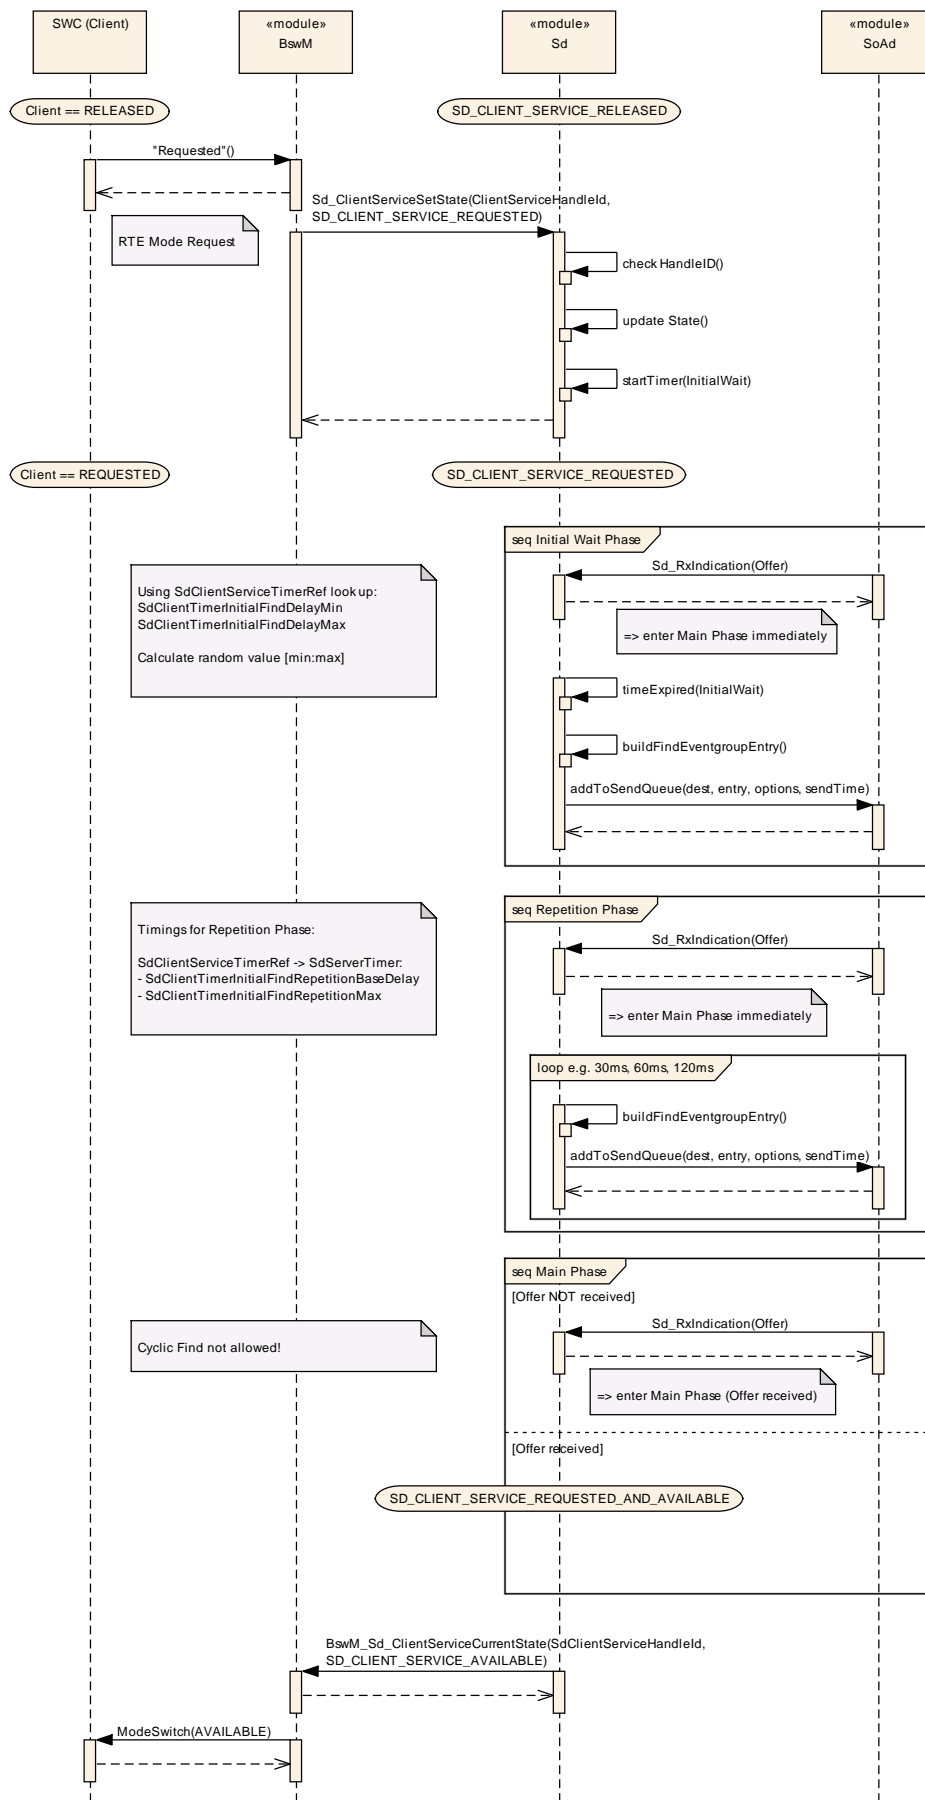 SWC (Client)
«module»
BswM
«module»
Sd
«module»
SoAd
Client == RELEASED
SD_CLIENT_SERVICE_RELEASED
"Requested"()
Sd_ClientServiceSetState(ClientServiceHandleId,
SD_CLIENT_SERVICE_REQUESTED)
RTE Mode Request
checkHandleID()
update State()
startTimer(InitialWait)
Client == REQUESTED
SD_CLIENT_SERVICE_REQUESTED
seq Initial Wait Phase
Sd_RxIndication(Offer)
Using SdClientServiceTimerRef lookup:
SdClientTimerInitialFindDelayMin
SdClientTimerInitialFindDelayMax
Calculate random value [min:max]
=> enter Main Phase immediately
timeExpired(InitialWait)
buildFindEventgroupEntry()
addToSendQueue(dest, entry, options, sendTime)
seq Repetition Phase
Timings for Repetition Phase:
SdClientServiceTimerRef -> SdServerTimer:
- SdClientTimerInitialFindRepetitionBaseDelay
- SdClientTimerInitialFindRepetitionMax
Sd_RxIndication(Offer)
=> enter Main Phase immediately
loop e.g. 30ms, 60ms, 120ms
buildFindEventgroupEntry()
addToSendQueue(dest, entry, options, sendTime)
seq Main Phase
[Offer NOT received]
Sd_RxIndication(Offer)
Cyclic Find not allowed!
=> enter Main Phase (Offer received)
[Offer received]
SD_CLIENT_SERVICE_REQUESTED_AND_AVAILABLE
BswM_Sd_ClientServiceCurrentState(SdClientServiceHandleId,
SD_CLIENT_SERVICE_AVAILABLE)
ModeSwitch(AVAILABLE)